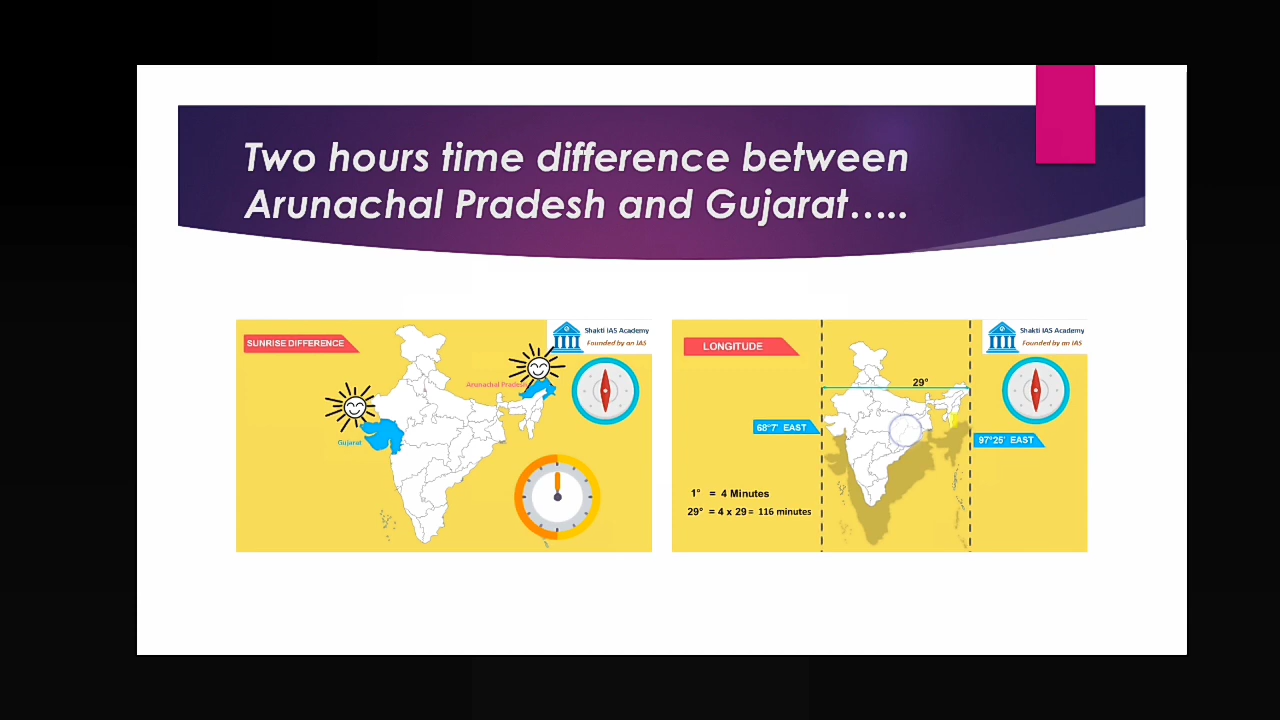 Two hours time difference between
Arunachal Pradesh and Gujarat…..
SUNRISE DIFFERENCE
Shakti IAS Academy
Founded by an IAS
Arunachal Pradesh
Gujarat
LONGITUDE
Shakti IAS Academy
Founded by an IAS
29°
68°7' EAST
97°25' EAST
1° = 4 Minutes
29° = 4 x 29 = 116 minutes